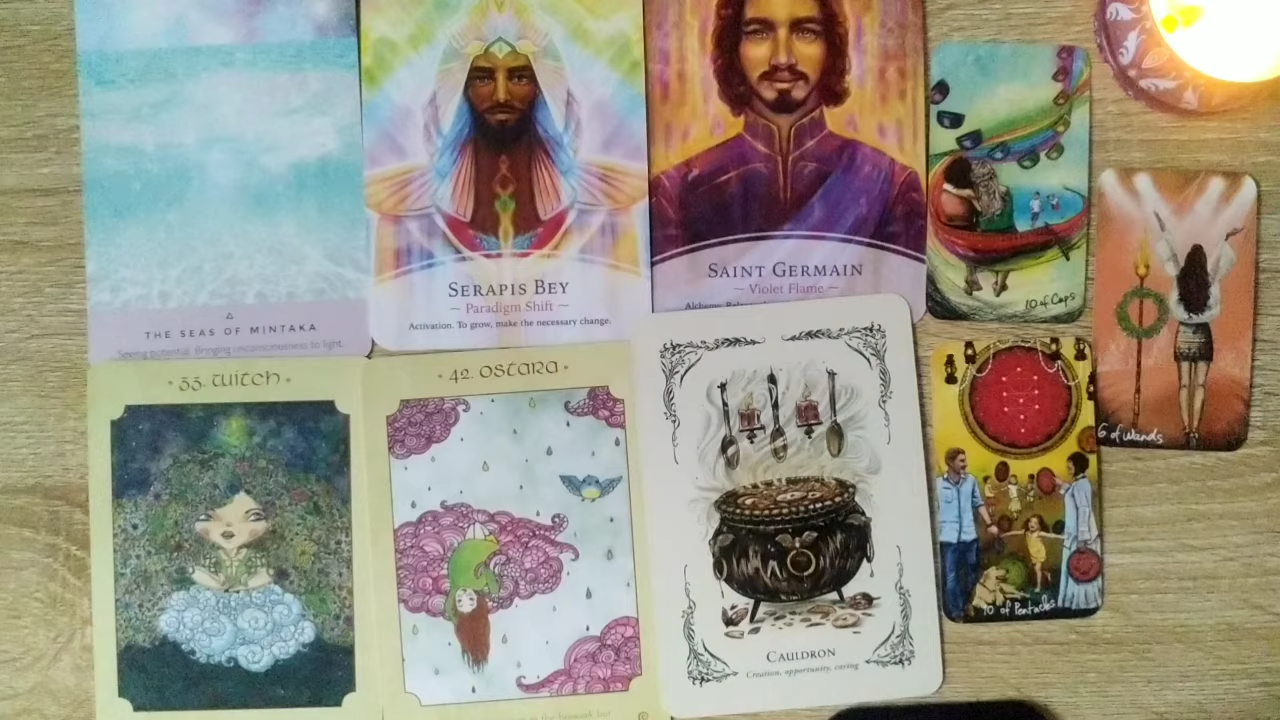 THE SEAS OF MINTAKA
Seeing potential. Bringing unconsciousness to light.
SERAPIS BEY
~ Paradigm Shift ~
Activation. To grow, make the necessary change.
SAINT GERMAIN
~ Violet Flame ~
Alchemy.
10 of Cups
6 of Wands
10 of Pentacles
• 33. WITCH •
• 42. OSTARA •
CAULDRON
Creation, opportunity, caring